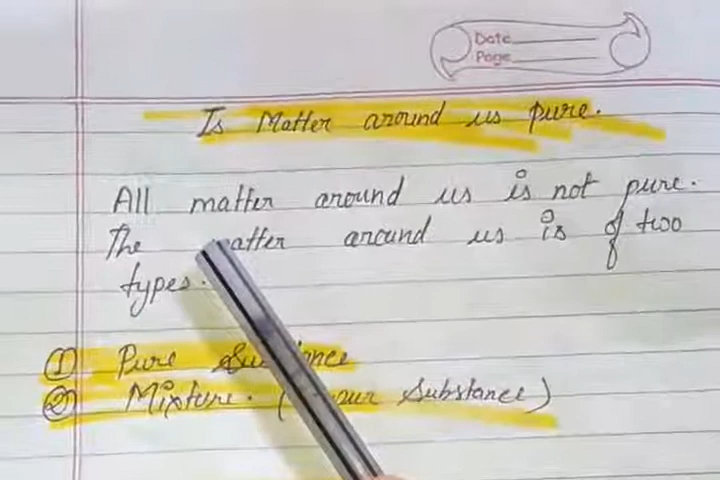 Date
Page
Is Matter around us pure.
All matter around us is not pure.
The around us is of two
types.
① Pure
② Mixture. ( Substance)